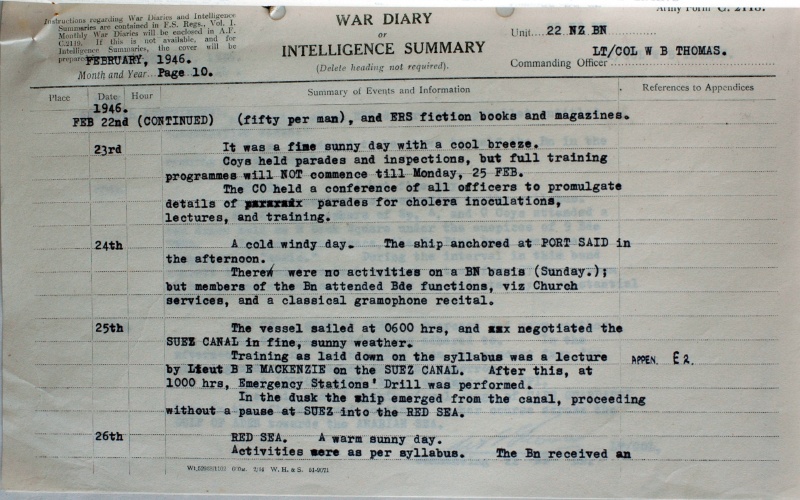 Instructions regarding War Diaries and Intelligence
Summaries are contained in F.S. Regs., Vol. I.
Monthly War Diaries will be enclosed in A.F.
C.2119. If this is not available, and for
Intelligence Summaries, the cover will be
prepared
FEBRUARY, 1946.
Month and Year... Page 10.
WAR DIARY
or
INTELLIGENCE SUMMARY
(Delete heading not required).
Army Form C. 2118.
Unit 22 NZ BN
LT/COL W B THOMAS.
Commanding Officer
Place Date Hour Summary of Events and Information References to Appendices
1946.
FEB 22nd (CONTINUED) (fifty per man), and ERS fiction books and magazines.
23rd It was a fine sunny day with a cool breeze.
Coys held parades and inspections, but full training
programmes will NOT commence till Monday, 25 FEB.
The CO held a conference of all officers to promulgate
details of parades for cholera inoculations,
lectures, and training.
24th A cold windy day. The ship anchored at PORT SAID in
the afternoon.
There were no activities on a BN basis (Sunday.);
but members of the Bn attended Bde functions, viz Church
services, and a classical gramophone recital.
25th The vessel sailed at 0600 hrs, and xxx negotiated the
SUEZ CANAL in fine, sunny weather.
Training as laid down on the syllabus was a lecture APPEN. E2.
by Lieut B E MACKENZIE on the SUEZ CANAL. After this, at
1000 hrs, Emergency Stations' Drill was performed.
In the dusk the ship emerged from the canal, proceeding
without a pause at SUEZ into the RED SEA.
26th RED SEA. A warm sunny day.
Activities were as per syllabus. The Bn received an
W. H. & S. 51-9071